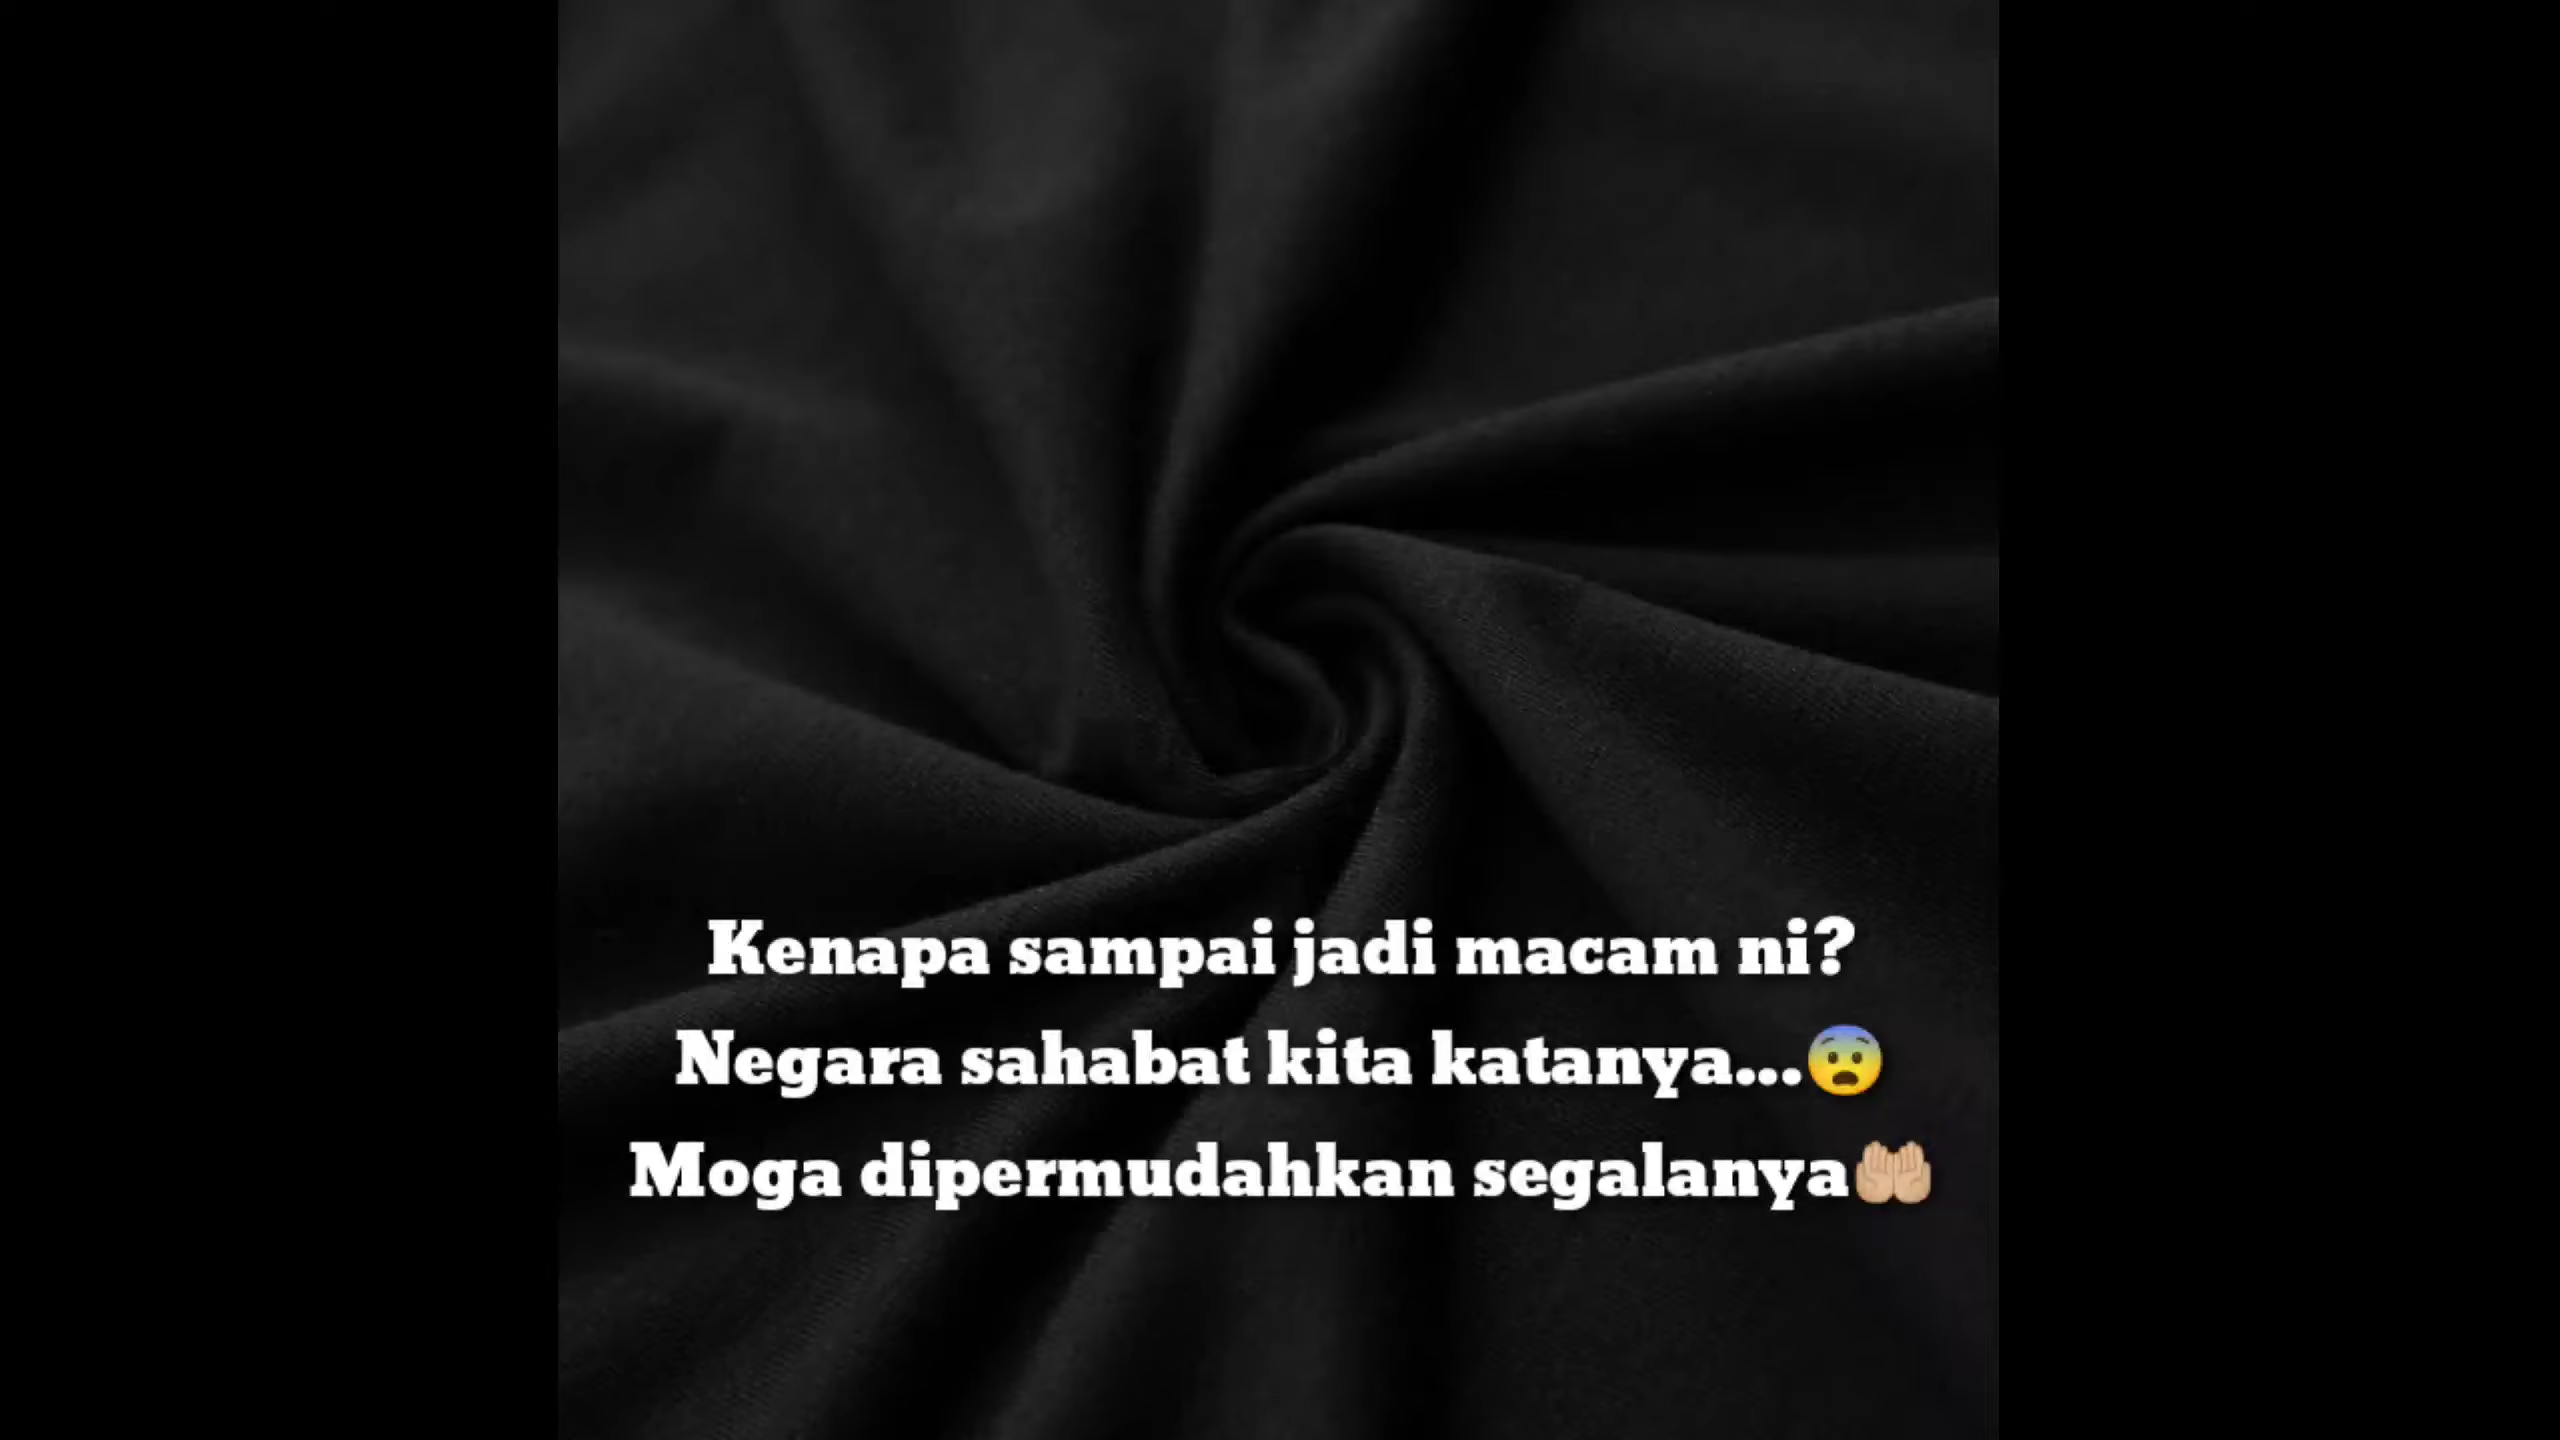 Kenapa sampai jadi macam ni?
Negara sahabat kita katanya...😨
Moga dipermudahkan segalanya🤲🏼